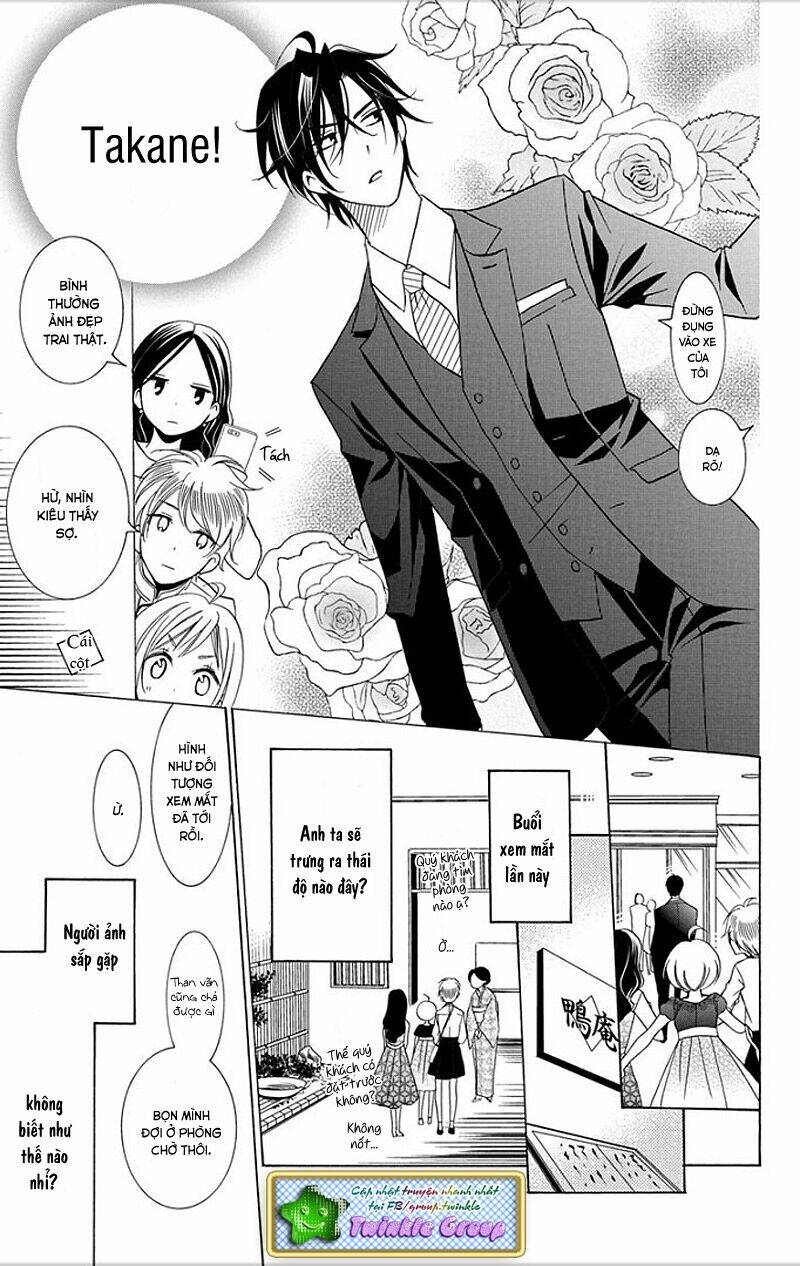 Takane!
ĐỪNG
ĐỤNG
VÀO XE
CỦA
TÔI
DẠ
RÕ!
BÌNH
THƯỜNG
ẢNH ĐẸP
TRAI THẬT.
Tách
HỪ, NHÌN
KIÊU THẤY
SỢ.
Cái
cột
Buổi
xem mắt
lần này
鴨庵
Anh ta sẽ
trưng ra thái
độ nào đây?
Quý khách
đang tìm
phòng
nào ạ?
Ờ...
Thế quý
khách có
đặt trước
không?
Không
nốt...
HÌNH
NHƯ ĐỐI
TƯỢNG
XEM MẮT
ĐÃ TỚI
RỒI.
Ừ.
Người ảnh
sắp gặp
Than vãn
cũng chả
được gì
BỌN MÌNH
ĐỢI Ở PHÒNG
CHỜ THÔI.
không
biết như
thế nào
nhỉ?
Cập nhật truyện nhanh nhất
tại FB/group.twinkle
Twinkle Group